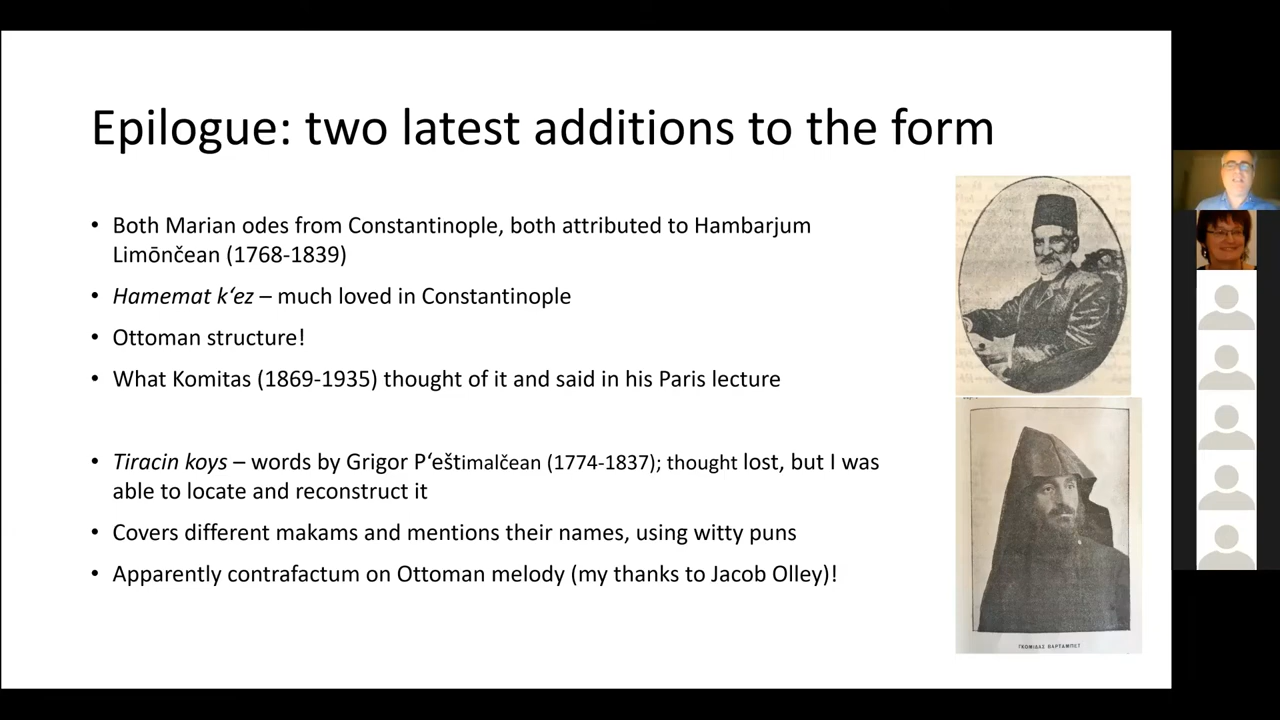 Epilogue: two latest additions to the form
• Both Marian odes from Constantinople, both attributed to Hambarjum
Limōnčean (1768-1839)
• Hamemat k‘ez – much loved in Constantinople
• Ottoman structure!
• What Komitas (1869-1935) thought of it and said in his Paris lecture
• Tiracin koys – words by Grigor P‘eštimalčean (1774-1837); thought lost, but I was
able to locate and reconstruct it
• Covers different makams and mentions their names, using witty puns
• Apparently contrafactum on Ottoman melody (my thanks to Jacob Olley)!
ΓΚΟΜΙΔΑΣ ΒΑΡΤΑΜΠΕΤ